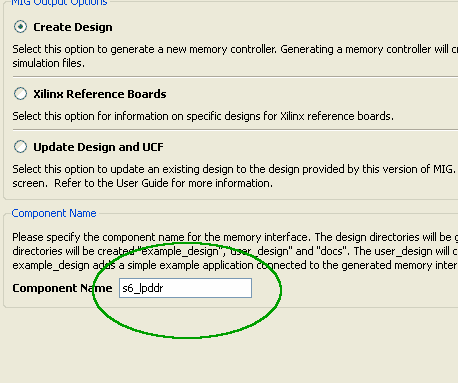 MIG Output Options
Create Design
Select this option to generate a new memory controller. Generating a memory controller will
simulation files.
Xilinx Reference Boards
Select this option for information on specific designs for Xilinx reference boards.
Update Design and UCF
Select this option to update an existing design to the design provided by this version of MIG.
screen. Refer to the User Guide for more information.
Component Name
Please specify the component name for the memory interface. The design directories will be
directories will be created "example_design", "user_design" and "docs". The user_design will
example_design adds a simple example application connected to the generated memory
Component Name s6_lpddr